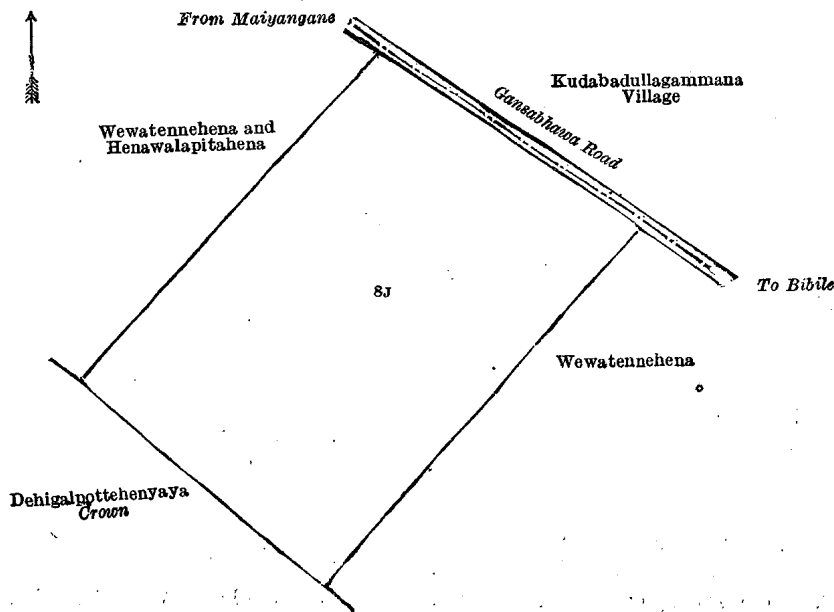 From Maiyangane
Kudabadullagammana
Village
Gansabhawa Road
Wewatennehena and
Henawalapitahena
8J
To Bibile
Wewatennehena
Dehigalpottehenyaya
Crown